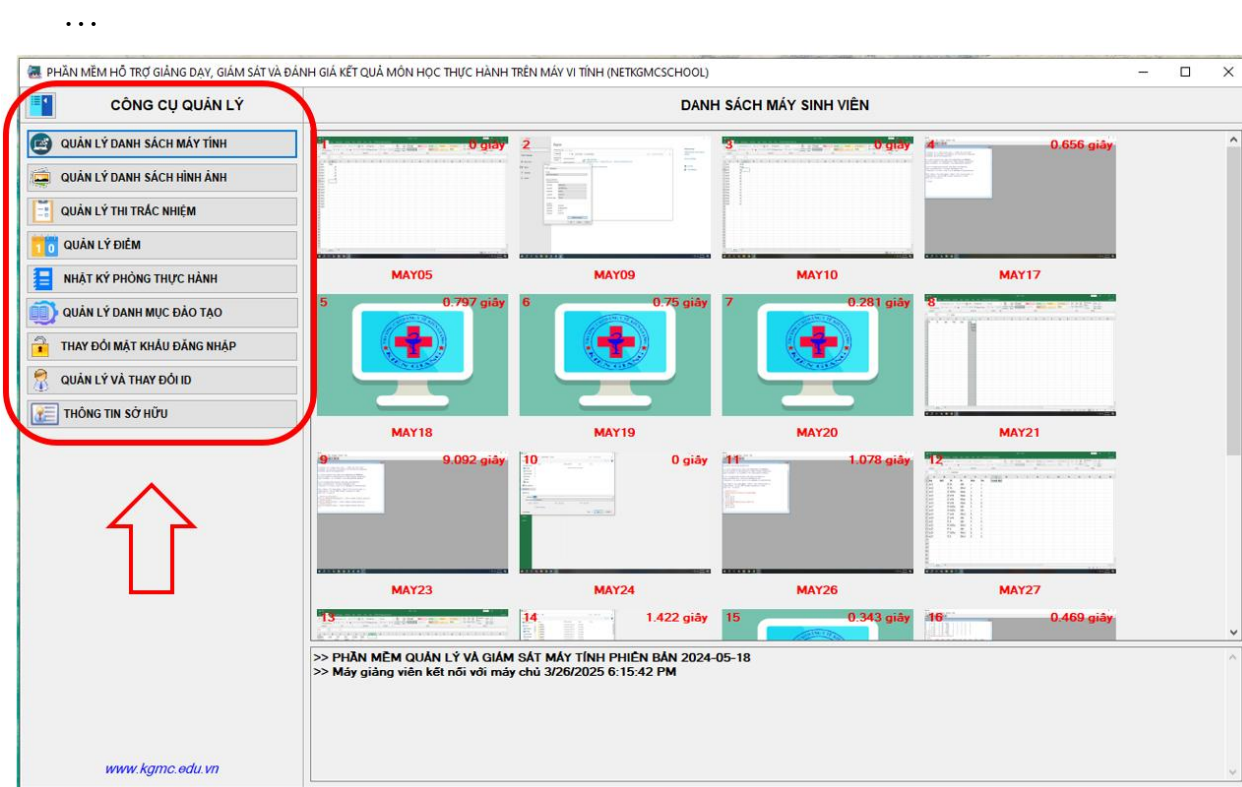 ...
PHẦN MỀM HỖ TRỢ GIẢNG DẠY, GIÁM SÁT VÀ ĐÁNH GIÁ KẾT QUẢ MÔN HỌC THỰC HÀNH TRÊN MÁY VI TÍNH (NETKGMCSCHOOL)
CÔNG CỤ QUẢN LÝ
DANH SÁCH MÁY SINH VIÊN
QUẢN LÝ DANH SÁCH MÁY TÍNH
QUẢN LÝ DANH SÁCH HÌNH ẢNH
QUẢN LÝ THI TRẮC NHIỆM
QUẢN LÝ ĐIỂM
NHẬT KÝ PHÒNG THỰC HÀNH
QUẢN LÝ DANH MỤC ĐÀO TẠO
THAY ĐỔI MẬT KHẨU ĐĂNG NHẬP
QUẢN LÝ VÀ THAY ĐỔI ID
THÔNG TIN SỞ HỮU
www.kgmc.edu.vn
1 0 giây 2 3 0 giây 4 0.656 giây
MAY05 MAY09 MAY10 MAY17
5 0.797 giây 6 0.75 giây 7 0.281 giây 8
MAY18 MAY19 MAY20 MAY21
9 9.092 giây 10 0 giây 11 1.078 giây 12
MAY23 MAY24 MAY26 MAY27
13 14 1.422 giây 15 0.343 giây 16 0.469 giây
>> PHẦN MỀM QUẢN LÝ VÀ GIÁM SÁT MÁY TÍNH PHIÊN BẢN 2024-05-18
>> Máy giảng viên kết nối với máy chủ 3/26/2025 6:15:42 PM